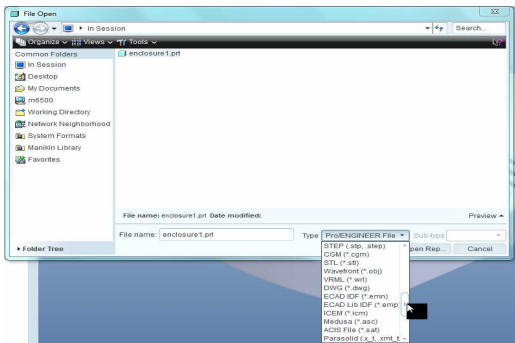 File Open
In Session
Search...
Organize Views Tools
Common Folders
In Session
Desktop
My Documents
m6500
Working Directory
Network Neighborhood
System Formats
Manikin Library
Favorites
enclosure1.prt
File name: enclosure1.prt Date modified:
Preview
File name: enclosure1.prt
Type Pro/ENGINEER File
Sub-type
Folder Tree
pen Rep...
Cancel
STEP (.stp, .step)
CGM (*.cgm)
STL (*.stl)
Wavefront (*.obj)
VRML (*.wrl)
DWG (*.dwg)
ECAD IDF (*.emn)
ECAD Lib IDF (*.emp)
ICEM (*.icm)
Medusa (*.asc)
ACIS File (*.sat)
Parasolid (.x_t, .xmt_t